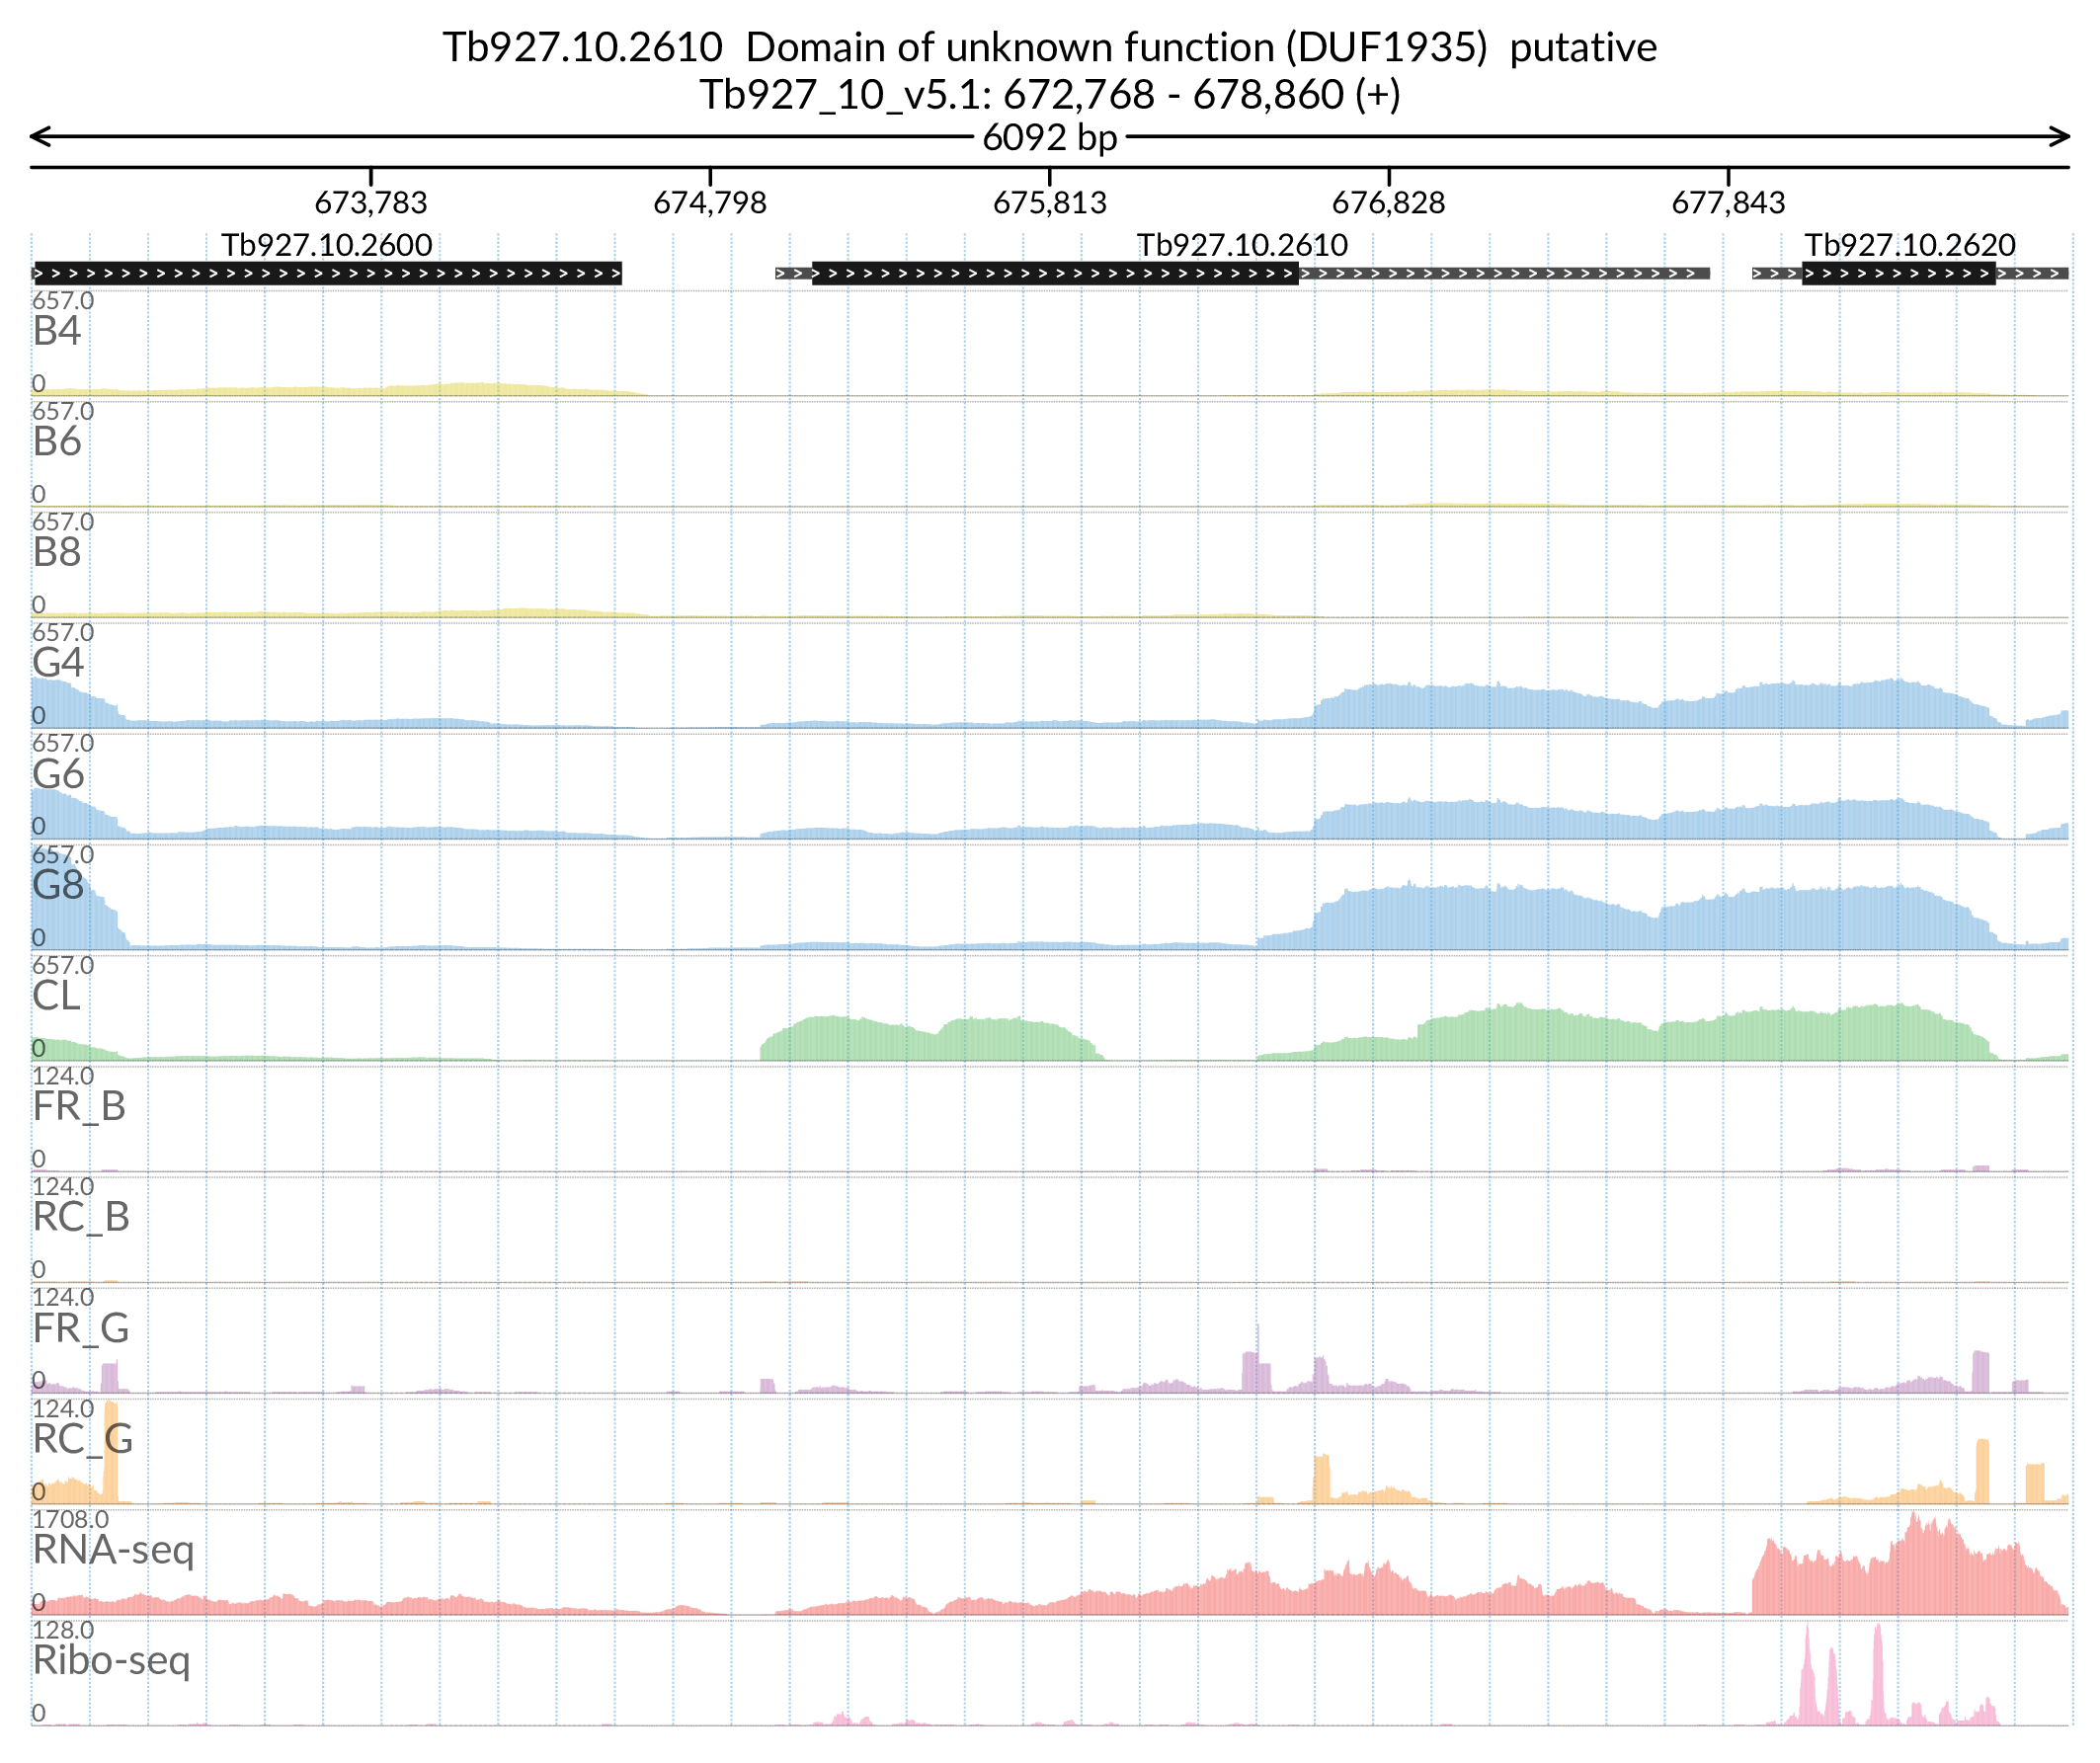 Tb927.10.2610  Domain of unknown function (DUF1935)  putative
Tb927_10_v5.1: 672,768 - 678,860 (+)
6092 bp
673,783 674,798 675,813 676,828 677,843
Tb927.10.2600 Tb927.10.2610 Tb927.10.2620
657.0
B4
0
657.0
B6
0
657.0
B8
0
657.0
G4
0
657.0
G6
0
657.0
G8
0
657.0
CL
0
124.0
FR_B
0
124.0
RC_B
0
124.0
FR_G
0
124.0
RC_G
0
1708.0
RNA-seq
0
128.0
Ribo-seq
0